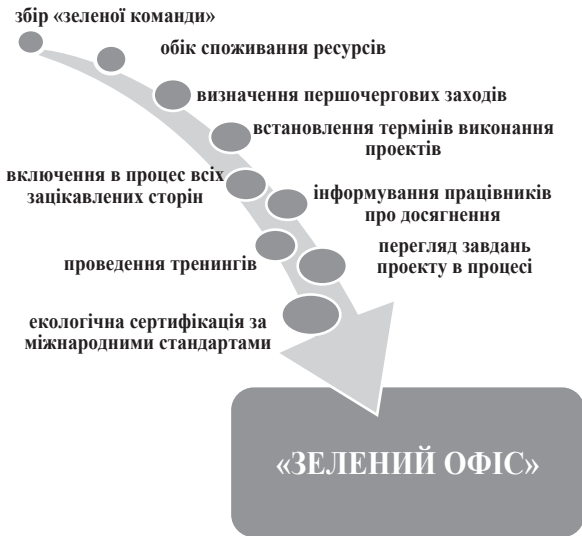 збір «зеленої команди»
обік споживання ресурсів
визначення першочергових заходів
встановлення термінів виконання
проектів
включення в процес всіх
зацікавлених сторін
інформування працівників
про досягнення
проведення тренингів
перегляд завдань
проекту в процесі
екологічна сертифікація за
міжнародними стандартами
«ЗЕЛЕНИЙ ОФІС»